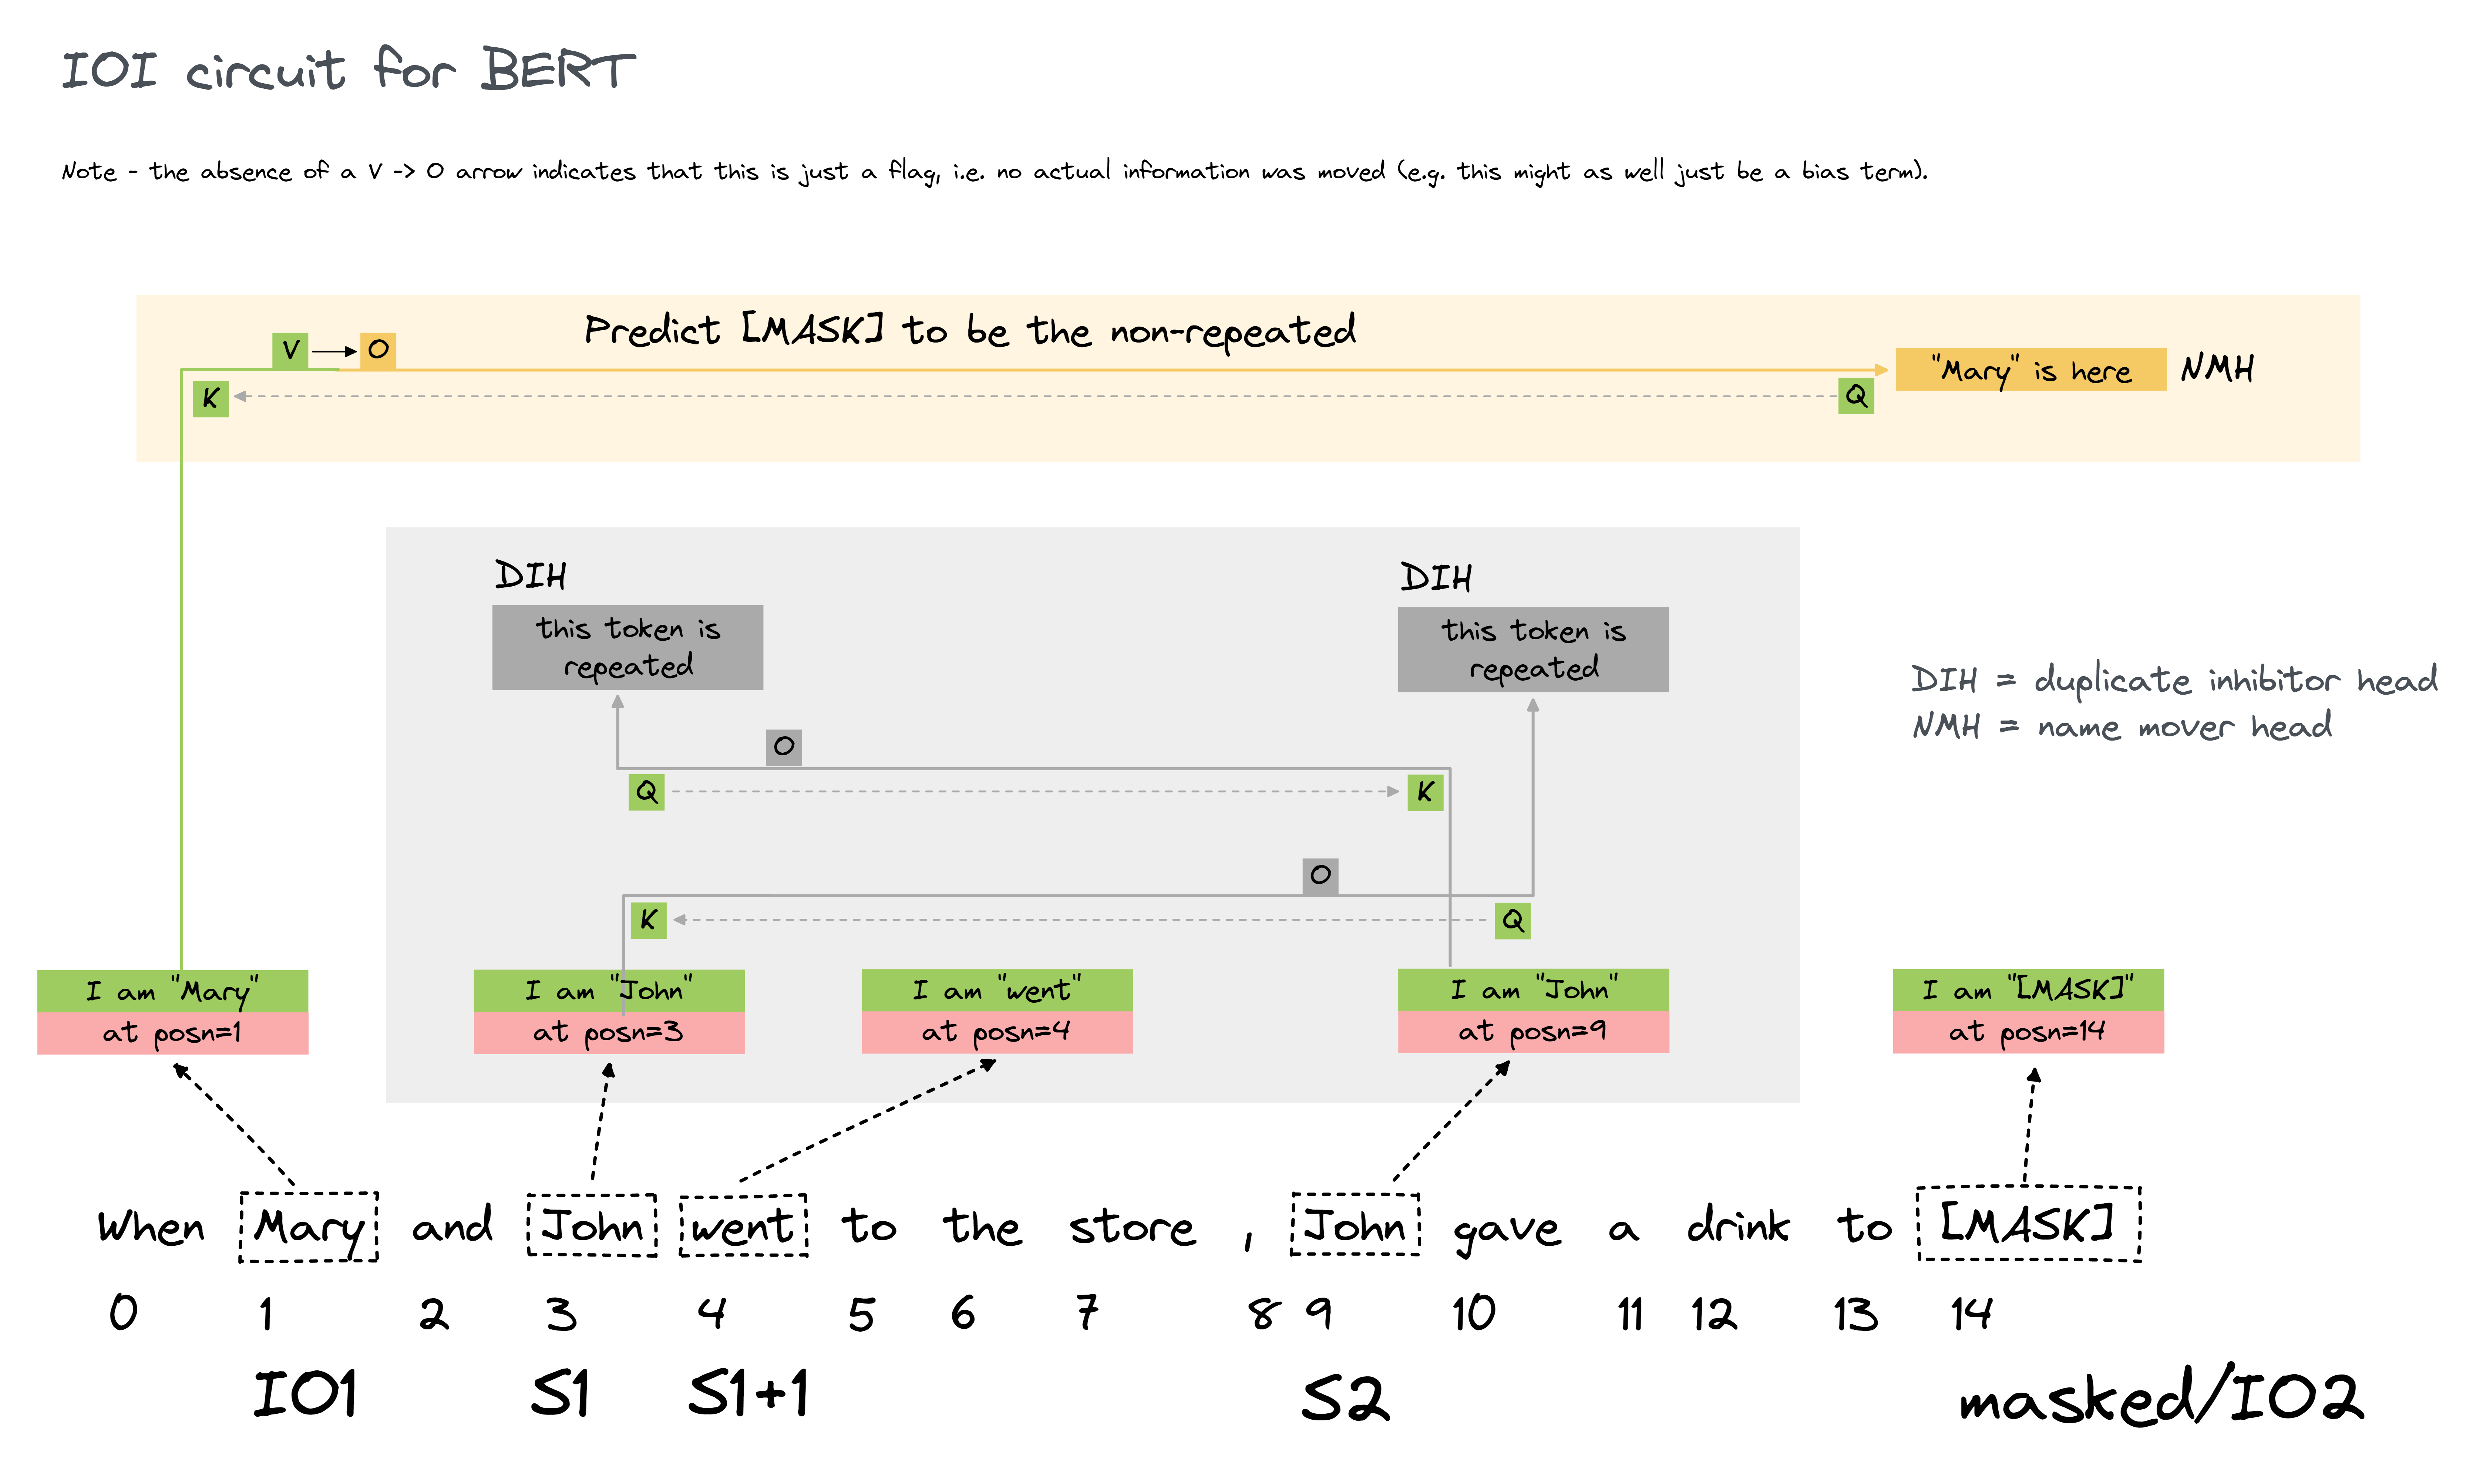 IOI circuit for BERT
Note - the absence of a V -> O arrow indicates that this is just a flag, i.e. no actual information was moved (e.g. this might as well just be a bias term).
Predict [MASK] to be the non-repeated
V O
"Mary" is here NMH
K Q
DIH DIH
this token is
repeated
this token is
repeated
DIH = duplicate inhibitor head
NMH = name mover head
O
Q K
O
K Q
I am "Mary"
at posn=1
I am "John"
at posn=3
I am "went"
at posn=4
I am "John"
at posn=9
I am "[MASK]"
at posn=14
When Mary and John went to the store , John gave a drink to [MASK]
0 1 2 3 4 5 6 7 8 9 10 11 12 13 14
IO1 S1 S1+1 S2 masked/IO2